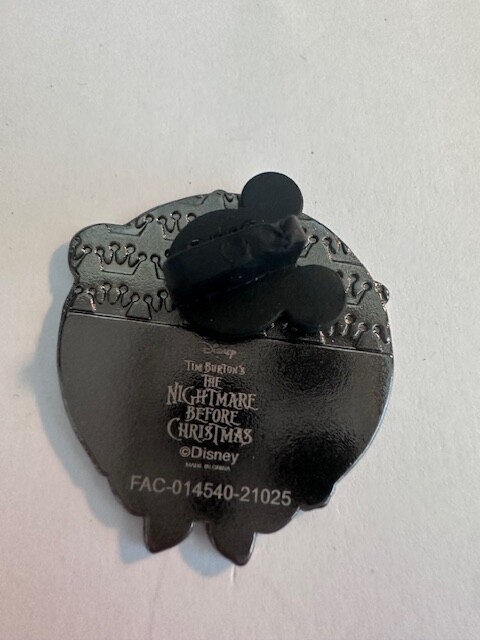 Disney
TIM BURTON'S
THE
NIGHTMARE
BEFORE
CHRISTMAS
©Disney
MADE IN CHINA
FAC-014540-21025